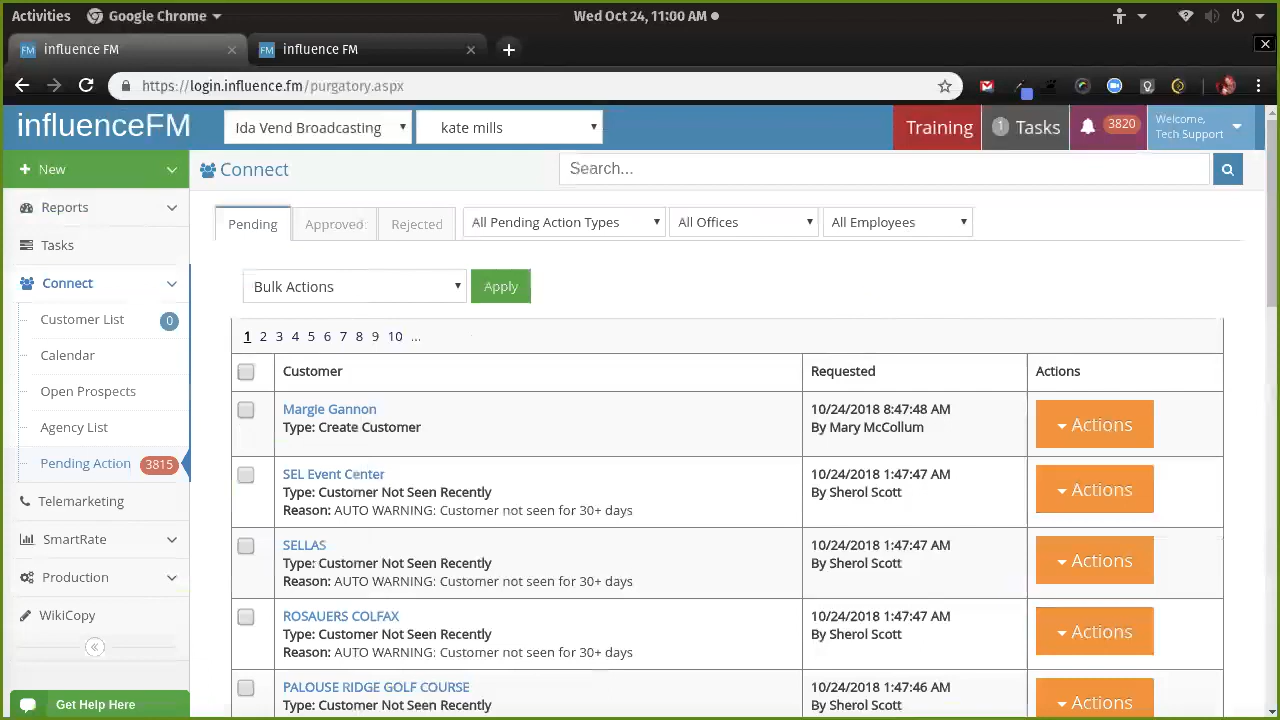 Activities Google Chrome Wed Oct 24, 11:00 AM
FM influence FM FM influence FM
https://login.influence.fm/purgatory.aspx
influenceFM Ida Vend Broadcasting kate mills Training 1 Tasks 3820 Welcome, Tech Support
New
Connect
Search...
Reports
Pending Approved Rejected All Pending Action Types All Offices All Employees
Tasks
Connect
Bulk Actions Apply
Customer List 0
1 2 3 4 5 6 7 8 9 10 ...
Calendar
Customer Requested Actions
Open Prospects
Margie Gannon 10/24/2018 8:47:48 AM
Type: Create Customer By Mary McCollum Actions
Agency List
Pending Action 3815
SEL Event Center 10/24/2018 1:47:47 AM
Type: Customer Not Seen Recently By Sherol Scott Actions
Reason: AUTO WARNING: Customer not seen for 30+ days
Telemarketing
SmartRate
SELLAS 10/24/2018 1:47:47 AM
Type: Customer Not Seen Recently By Sherol Scott Actions
Reason: AUTO WARNING: Customer not seen for 30+ days
Production
WikiCopy
ROSAUERS COLFAX 10/24/2018 1:47:47 AM
Type: Customer Not Seen Recently By Sherol Scott Actions
Reason: AUTO WARNING: Customer not seen for 30+ days
PALOUSE RIDGE GOLF COURSE 10/24/2018 1:47:46 AM
Type: Customer Not Seen Recently By Sherol Scott Actions
Get Help Here